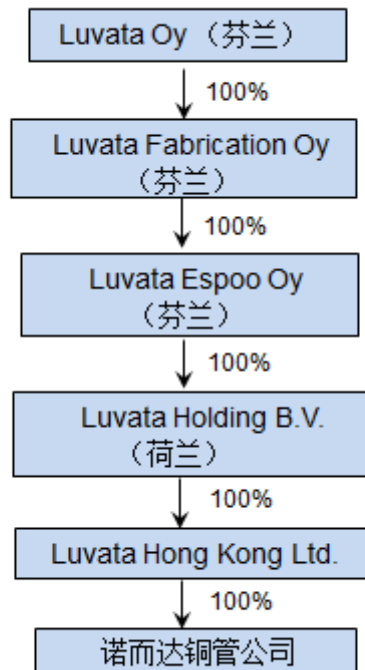 Luvata Oy （芬兰）
100%
Luvata Fabrication Oy
（芬兰）
100%
Luvata Espoo Oy
（芬兰）
100%
Luvata Holding B.V.
（荷兰）
100%
Luvata Hong Kong Ltd.
100%
诺而达铜管公司